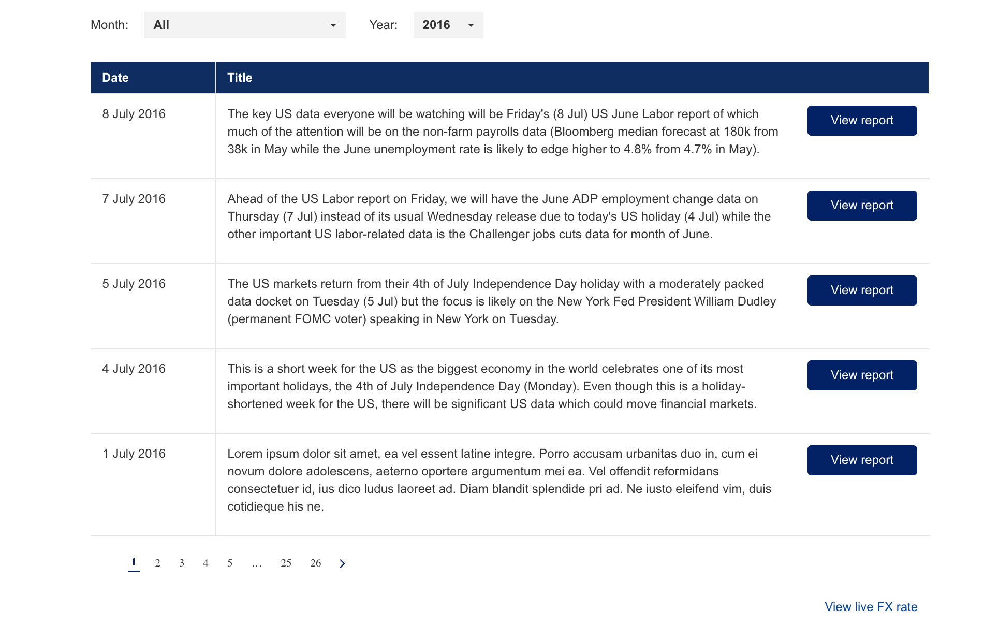 Month: All Year: 2016
Date Title
8 July 2016 The key US data everyone will be watching will be Friday's (8 Jul) US June Labor report of which View report
much of the attention will be on the non-farm payrolls data (Bloomberg median forecast at 180k from
38k in May while the June unemployment rate is likely to edge higher to 4.8% from 4.7% in May).
7 July 2016 Ahead of the US Labor report on Friday, we will have the June ADP employment change data on View report
Thursday (7 Jul) instead of its usual Wednesday release due to today's US holiday (4 Jul) while the
other important US labor-related data is the Challenger jobs cuts data for month of June.
5 July 2016 The US markets return from their 4th of July Independence Day holiday with a moderately packed View report
data docket on Tuesday (5 Jul) but the focus is likely on the New York Fed President William Dudley
(permanent FOMC voter) speaking in New York on Tuesday.
4 July 2016 This is a short week for the US as the biggest economy in the world celebrates one of its most View report
important holidays, the 4th of July Independence Day (Monday). Even though this is a holiday-
shortened week for the US, there will be significant US data which could move financial markets.
1 July 2016 Lorem ipsum dolor sit amet, ea vel essent latine integre. Porro accusam urbanitas duo in, cum ei View report
novum dolore adolescens, aeterno oportere argumentum mei ea. Vel offendit reformidans
consectetuer id, ius dico ludus laoreet ad. Diam blandit splendide pri ad. Ne iusto eleifend vim, duis
cotidieque his ne.
1 2 3 4 5 … 25 26
View live FX rate